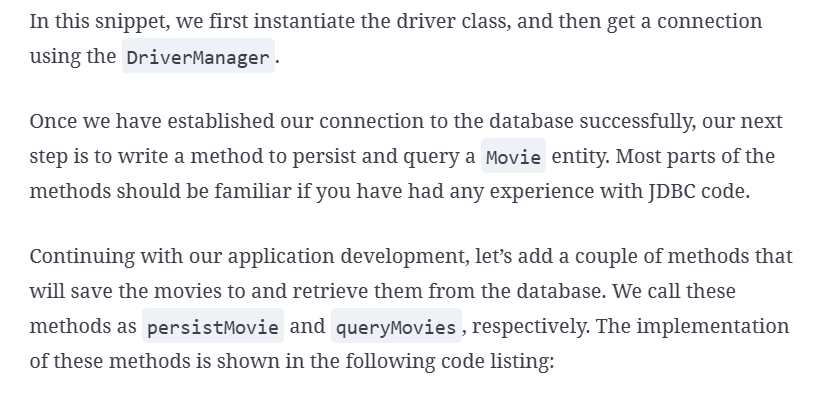 In this snippet, we first instantiate the driver class, and then get a connection
using the DriverManager.
Once we have established our connection to the database successfully, our next
step is to write a method to persist and query a Movie entity. Most parts of the
methods should be familiar if you have had any experience with JDBC code.
Continuing with our application development, let’s add a couple of methods that
will save the movies to and retrieve them from the database. We call these
methods as persistMovie and queryMovies, respectively. The implementation
of these methods is shown in the following code listing: